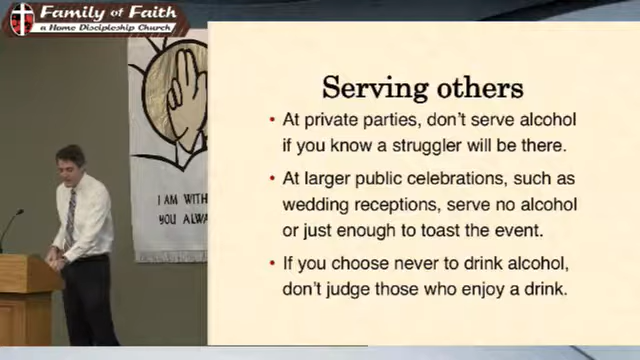 Family of Faith
a Home Discipleship Church
I AM WITH
YOU ALWA
Serving others
• At private parties, don't serve alcohol
if you know a struggler will be there.
• At larger public celebrations, such as
wedding receptions, serve no alcohol
or just enough to toast the event.
• If you choose never to drink alcohol,
don't judge those who enjoy a drink.